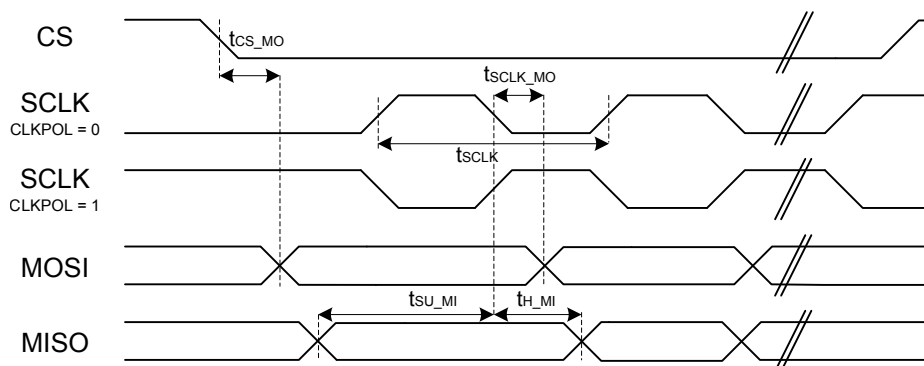 CS
tCS_MO
SCLK
CLKPOL = 0
tSCLK_MO
tSCLK
SCLK
CLKPOL = 1
MOSI
tSU_MI
tH_MI
MISO